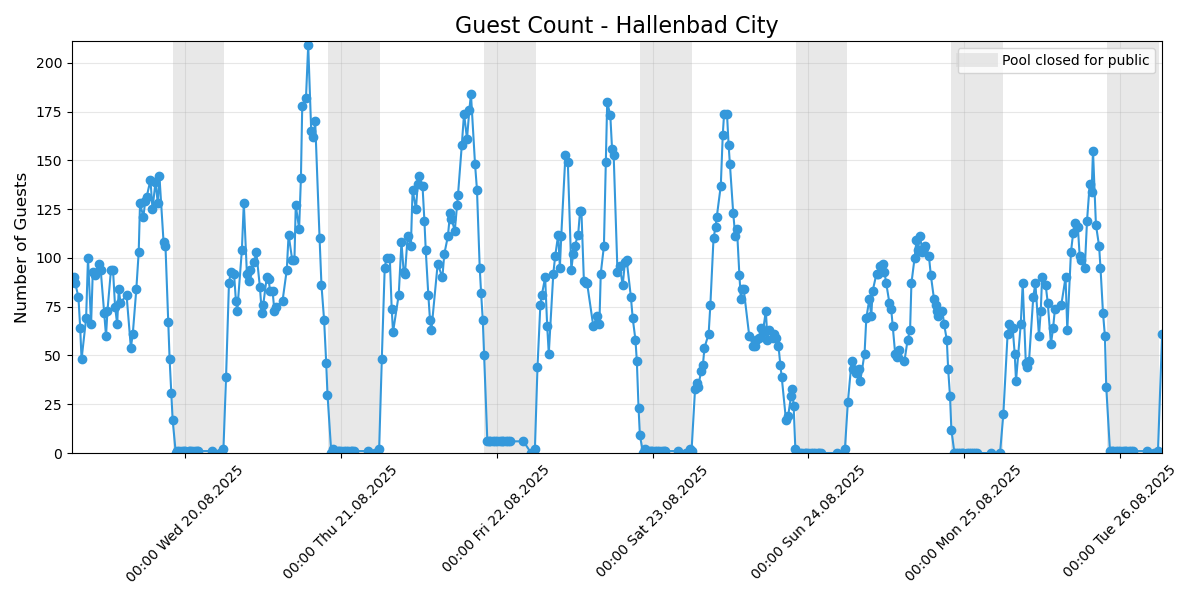 Guest Count - Hallenbad City
Pool closed for public
Number of Guests
200
175
150
125
100
75
50
25
0
00:00 Wed 20.08.2025
00:00 Thu 21.08.2025
00:00 Fri 22.08.2025
00:00 Sat 23.08.2025
00:00 Sun 24.08.2025
00:00 Mon 25.08.2025
00:00 Tue 26.08.2025